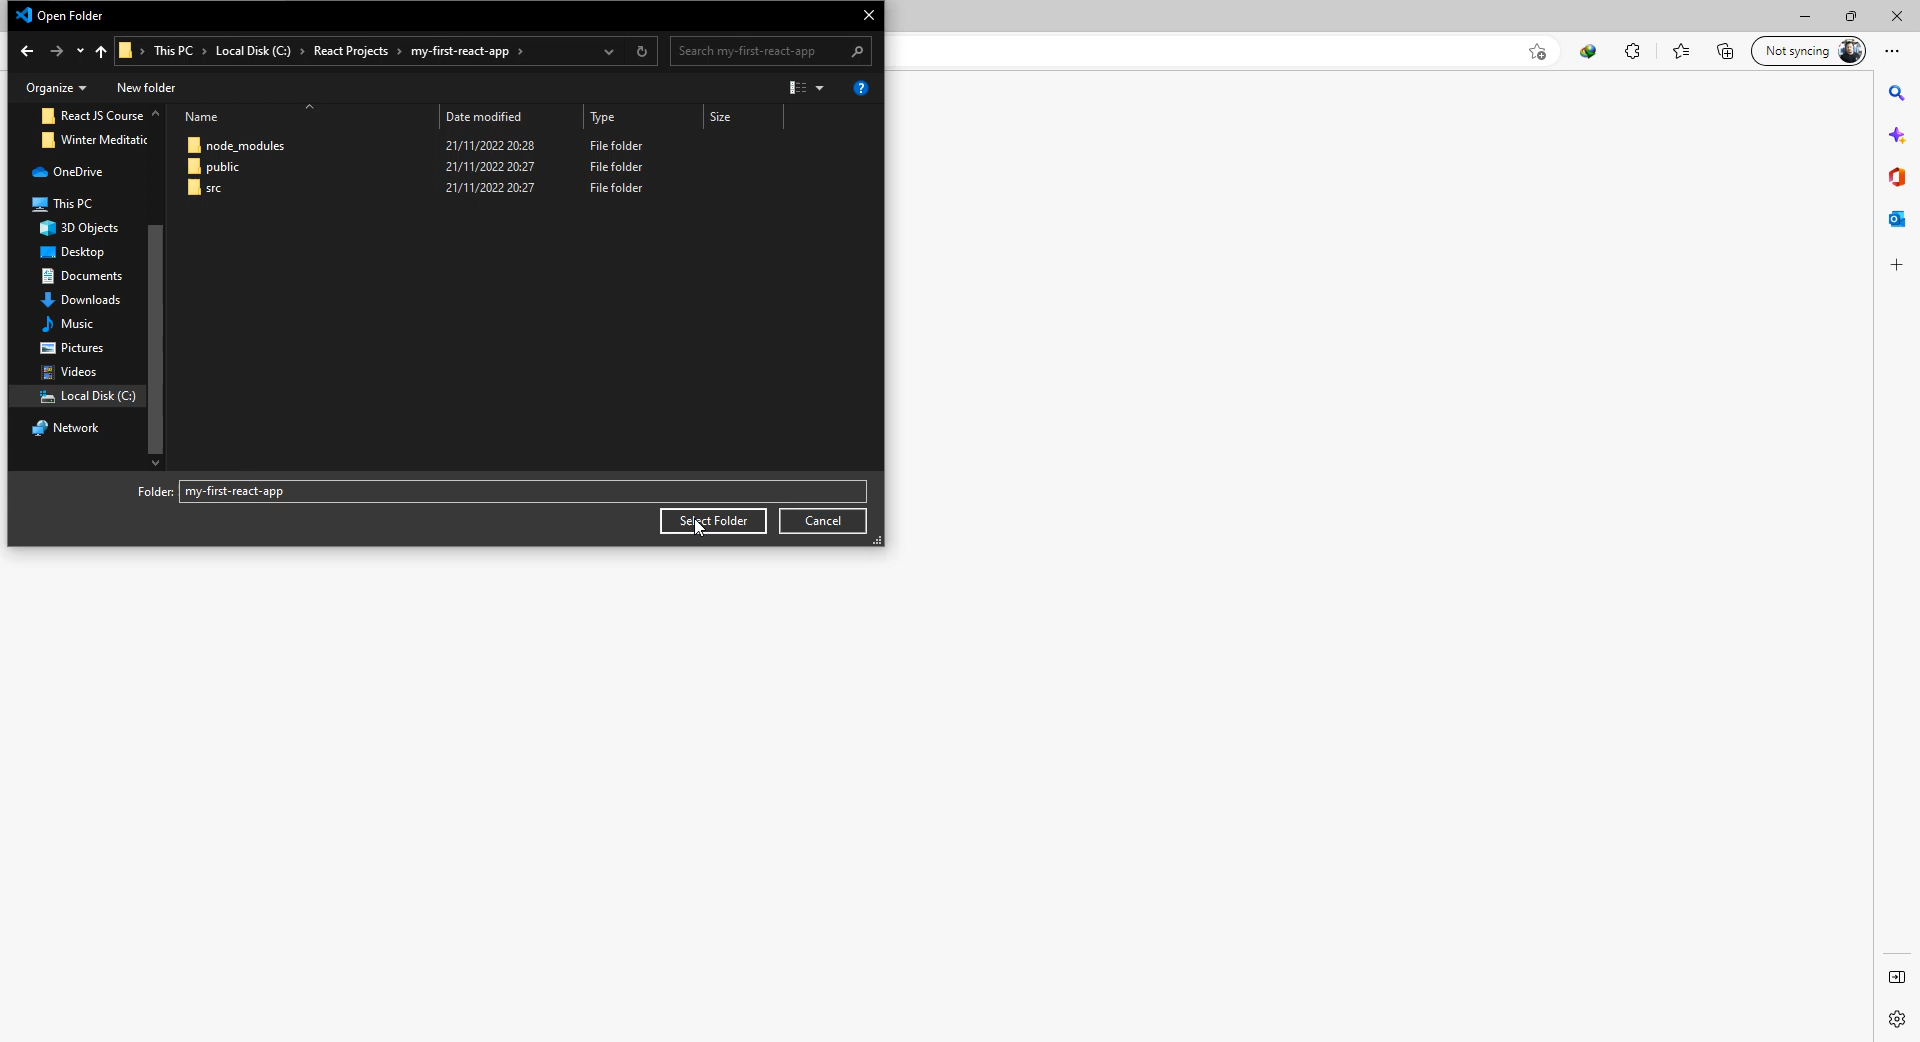 Open Folder
This PC > Local Disk (C:) > React Projects > my-first-react-app >
Search my-first-react-app
Not syncing
Organize
New folder
React JS Course
Winter Meditatic
OneDrive
This PC
3D Objects
Desktop
Documents
Downloads
Music
Pictures
Videos
Local Disk (C:)
Network
Name Date modified Type Size
node_modules 21/11/2022 20:28 File folder
public 21/11/2022 20:27 File folder
src 21/11/2022 20:27 File folder
Folder: my-first-react-app
Select Folder Cancel